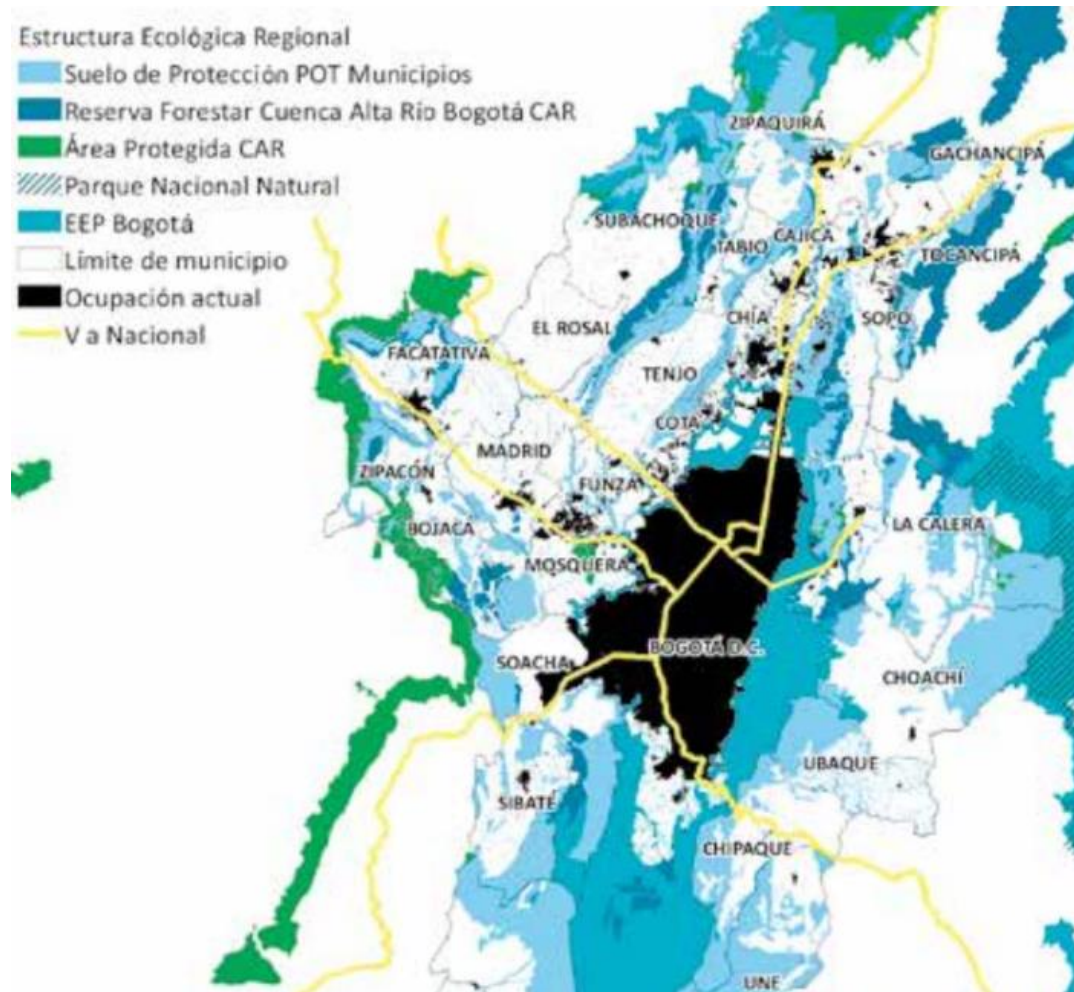 Estructura Ecológica Regional
Suelo de Protección POT Municipios
Reserva Forestar Cuenca Alta Río Bogotá CAR
Área Protegida CAR
Parque Nacional Natural
EEP Bogotá
Límite de municipio
Ocupación actual
V a Nacional
ZIPAQUIRÁ
GACHANCIPÁ
SUBACHOQUE
TABIO
CAJICA
TOCANCIPÁ
EL ROSAL
CHÍA
SOPÓ
FACATATIVA
TENJO
COTA
MADRID
ZIPACÓN
FUNZA
BOJACÁ
LA CALERA
MOSQUERA
BOGOTÁ D.C.
SOACHA
CHOACHÍ
UBAQUE
SIBATÉ
CHIPAQUE
UNE